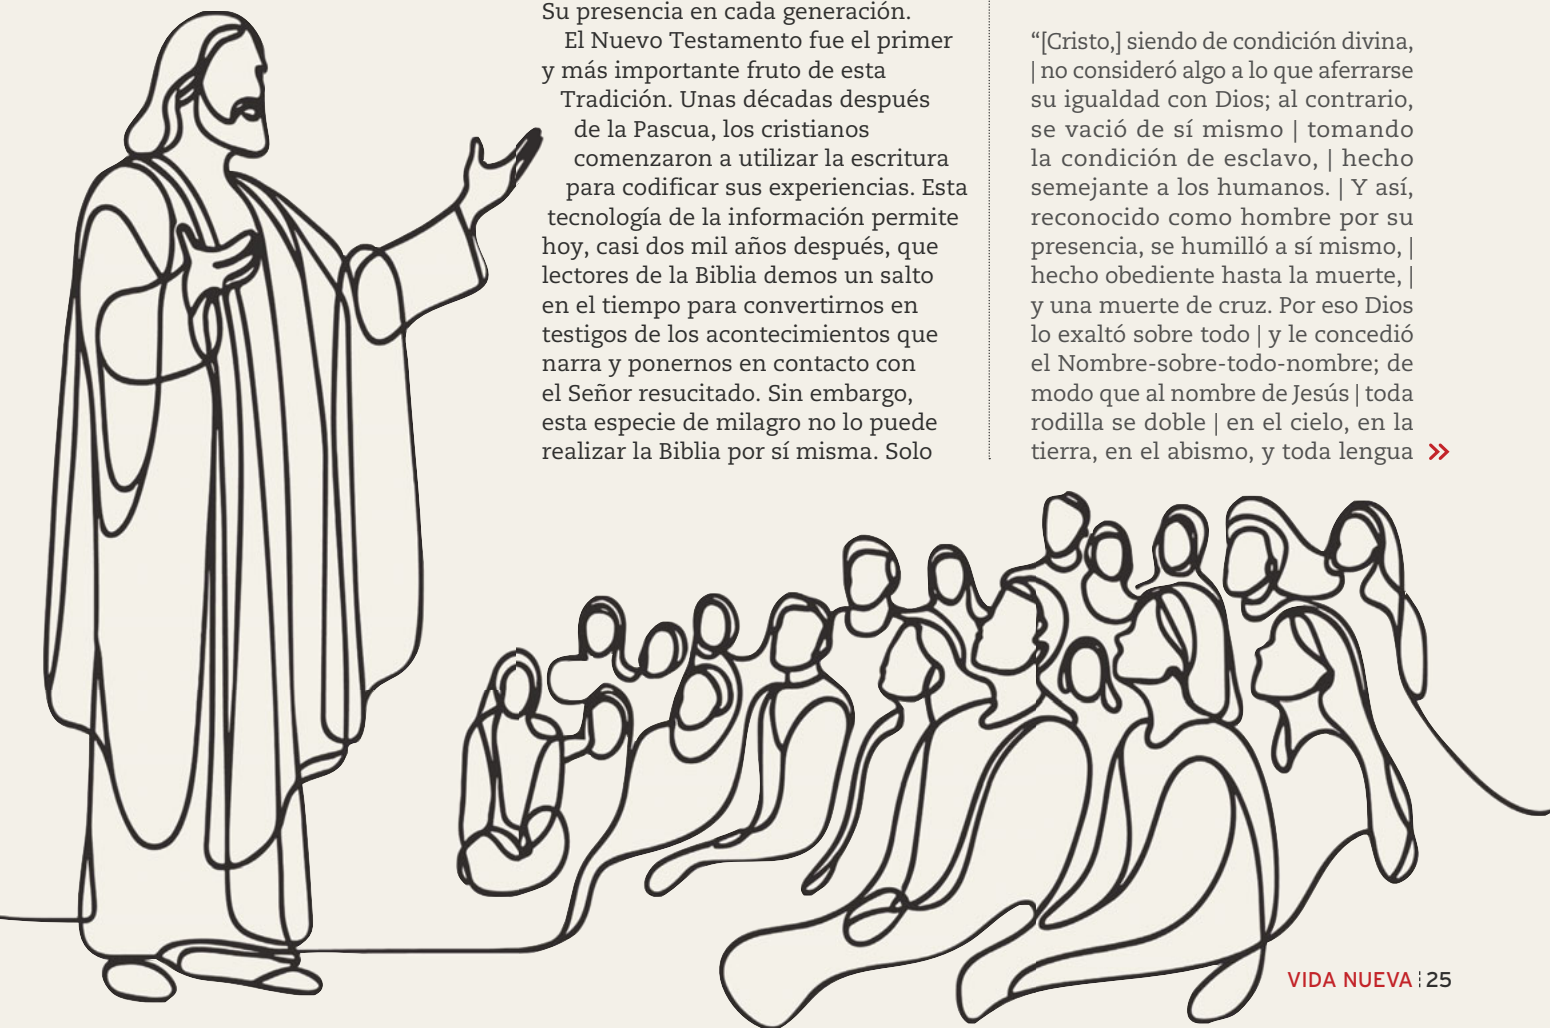 Su presencia en cada generación.
El Nuevo Testamento fue el primer
y más importante fruto de esta
Tradición. Unas décadas después
de la Pascua, los cristianos
comenzaron a utilizar la escritura
para codificar sus experiencias. Esta
tecnología de la información permite
hoy, casi dos mil años después, que
lectores de la Biblia demos un salto
en el tiempo para convertirnos en
testigos de los acontecimientos que
narra y ponernos en contacto con
el Señor resucitado. Sin embargo,
esta especie de milagro no lo puede
realizar la Biblia por sí misma. Solo
“[Cristo,] siendo de condición divina,
| no consideró algo a lo que aferrarse
su igualdad con Dios; al contrario,
se vació de sí mismo | tomando
la condición de esclavo, | hecho
semejante a los humanos. | Y así,
reconocido como hombre por su
presencia, se humilló a sí mismo, |
hecho obediente hasta la muerte, |
y una muerte de cruz. Por eso Dios
lo exaltó sobre todo | y le concedió
el Nombre-sobre-todo-nombre; de
modo que al nombre de Jesús | toda
rodilla se doble | en el cielo, en la
tierra, en el abismo, y toda lengua »
VIDA NUEVA 25